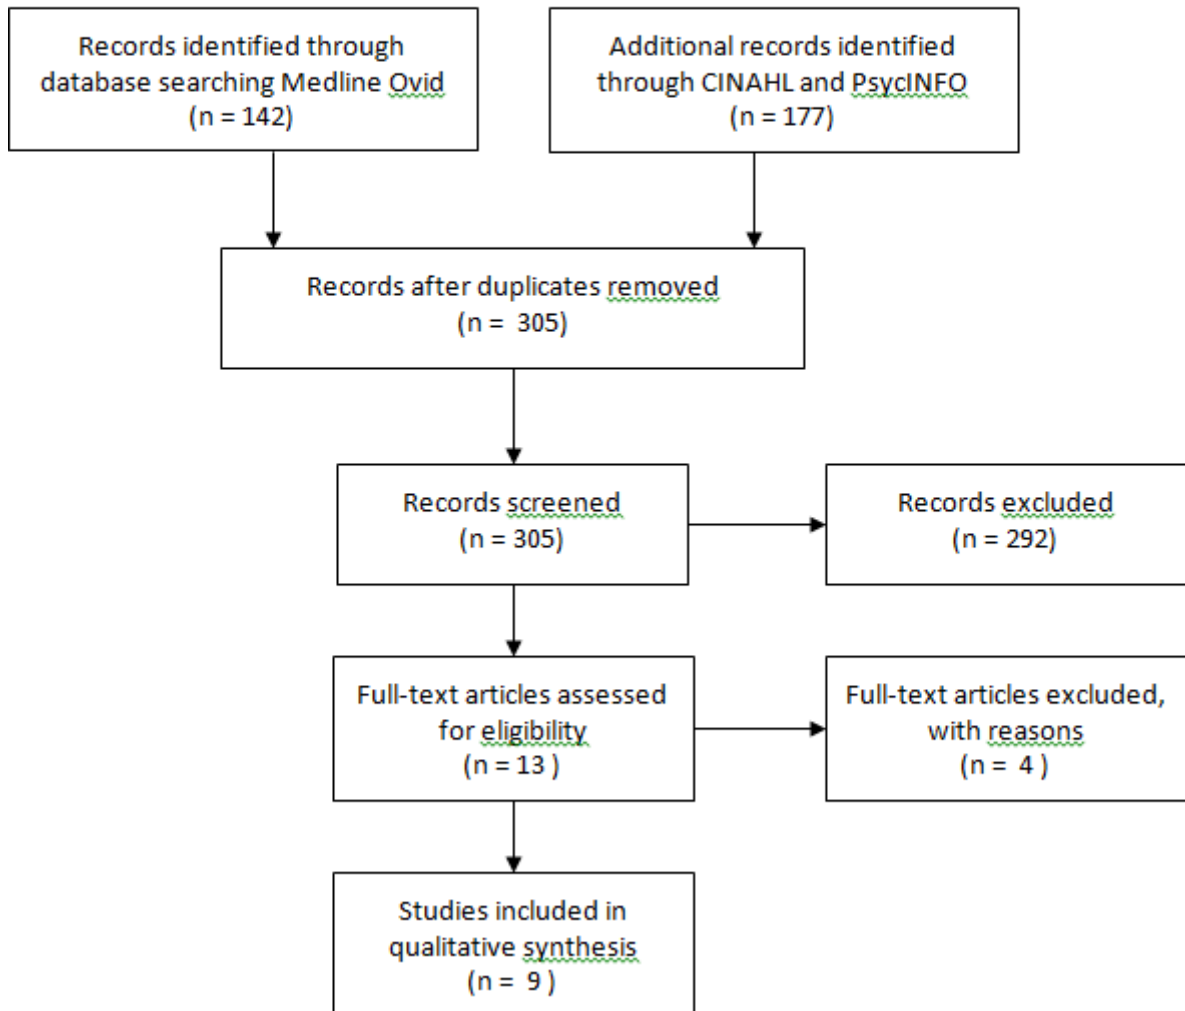 Records identified through
database searching Medline Ovid
(n = 142)
Additional records identified
through CINAHL and PsycINFO
(n = 177)
Records after duplicates removed
(n =  305)
Records screened
(n = 305)
Records excluded
(n = 292)
Full-text articles assessed
for eligibility
(n = 13 )
Full-text articles excluded,
with reasons
(n =  4 )
Studies included in
qualitative synthesis
(n =  9 )